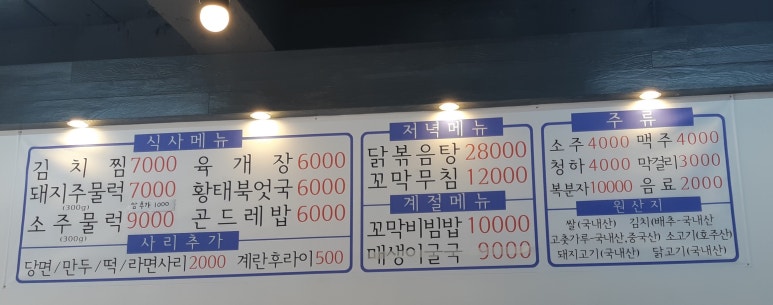 식사메뉴
김치찜 7000 육개장 6000
돼지주물럭 7000 황태북엇국 6000
(300g) 밥추가 1000
소주물럭 9000 곤드레밥 6000
(300g)
사리추가
당면/만두/떡/라면사리 2000 계란후라이 500
저녁메뉴
닭볶음탕 28000
꼬막무침 12000
계절메뉴
꼬막비빔밥 10000
매생이굴국 9000
주류
소주 4000 맥주 4000
청하 4000 막걸리 3000
복분자 10000 음료 2000
원산지
쌀(국내산) 김치(배추-국내산
고춧가루-국내산,중국산) 소고기(호주산)
돼지고기(국내산) 닭고기(국내산)